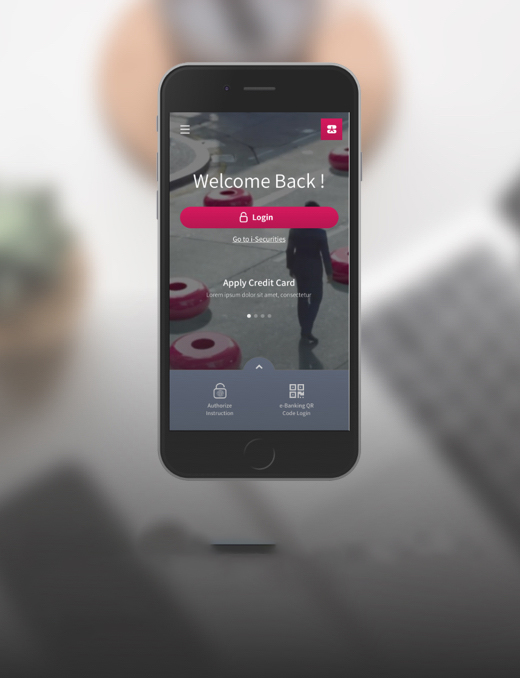 Welcome Back !
Login
Go to i-Securities
Apply Credit Card
Lorem ipsum dolor sit amet, consectetur
Authorize
Instruction
e-Banking QR
Code Login